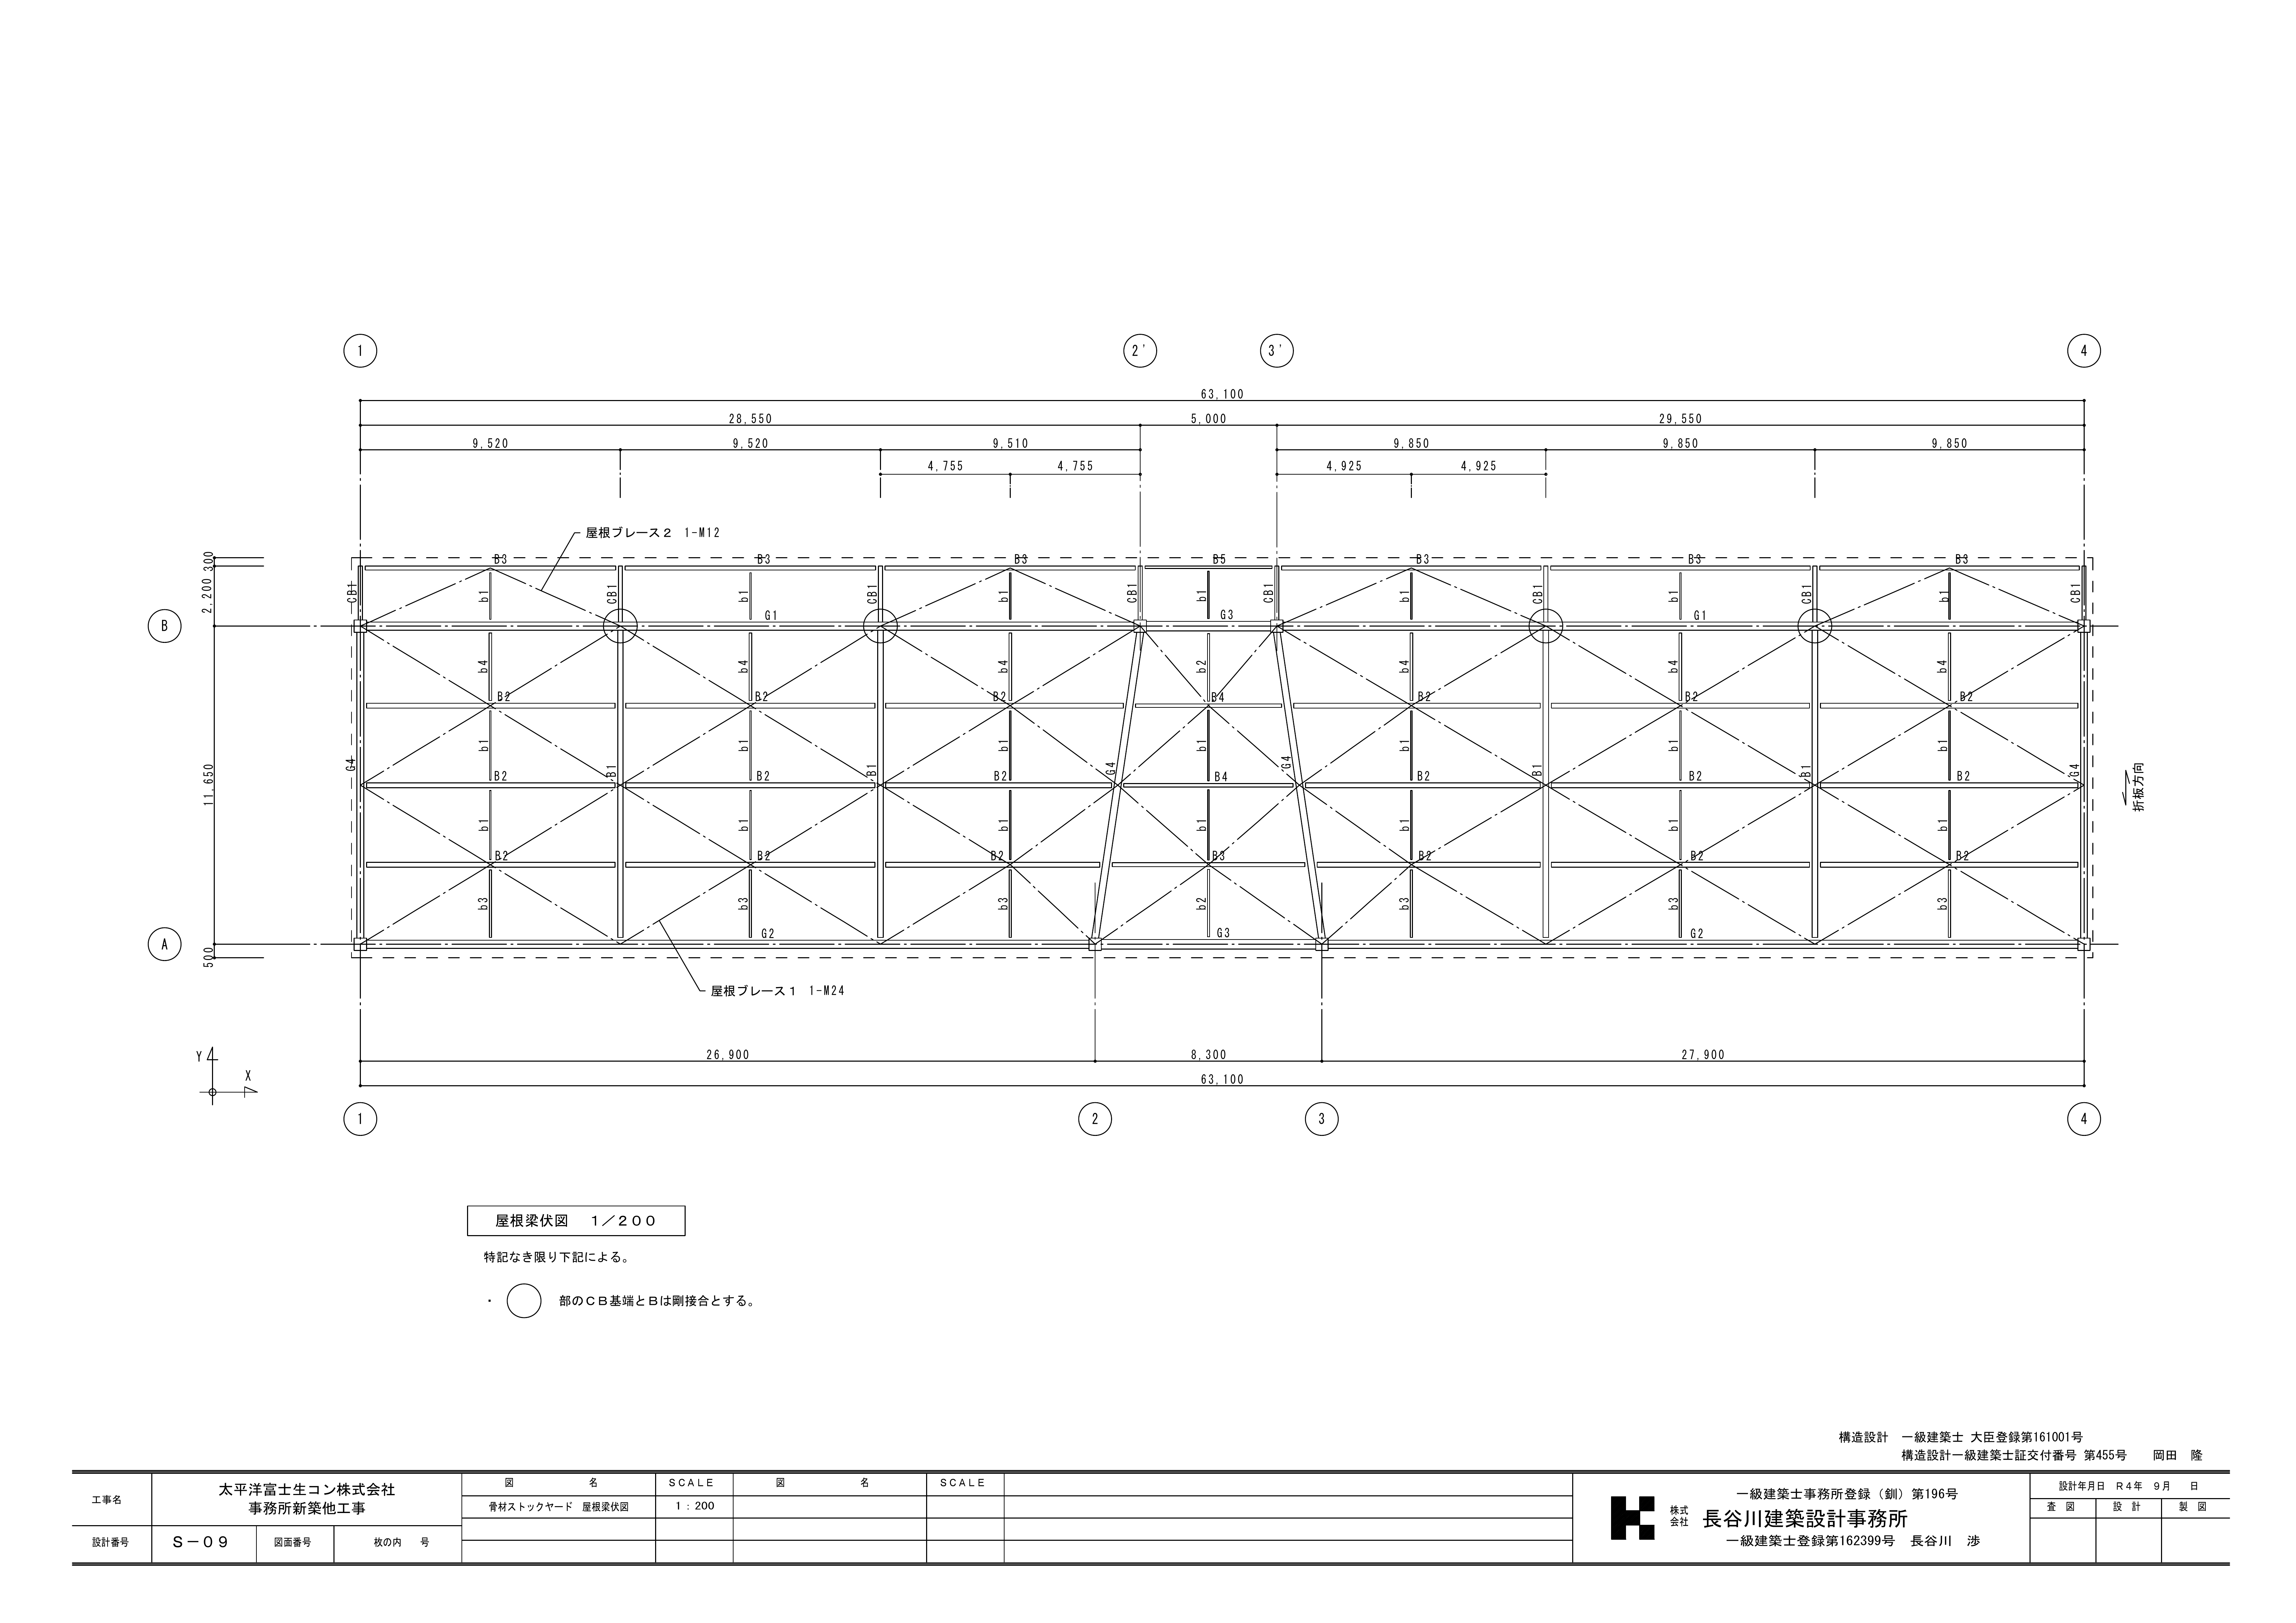 1 2' 3' 4
63,100
28,550 5,000 29,550
9,520 9,520 9,510 9,850 9,850 9,850
4,755 4,755 4,925 4,925
屋根ブレース2 1-M12
300
B3 B3 B3 B5 B3 B3 B3
2,200
CB1 b1 CB1 b1 CB1 b1 CB1 b1 CB1 b1 CB1 b1 CB1 b1 CB1
B
G1 G3 G1
b4 b4 b4 b2 b4 b4 b4
B2 B2 B2 B4 B2 B2 B2
11,650
G4 b1 B1 b1 B1 b1 G4 b1 G4 b1 B1 b1 B1 b1 G4
折板方向
B2 B2 B2 B4 B2 B2 B2
b1 b1 b1 b1 b1 b1 b1
B2 B2 B2 B3 B2 B2 B2
b3 b3 b3 b2 b3 b3 b3
G2 G3 G2
A
500
屋根ブレース1 1-M24
Y
X
26,900 8,300 27,900
63,100
1 2 3 4
屋根梁伏図 1/200
特記なき限り下記による。
・ 部のCB基端とBは剛接合とする。
構造設計 一級建築士 大臣登録第161001号
構造設計一級建築士証交付番号 第455号 岡田 隆
工事名
太平洋富士生コン株式会社
事務所新築他工事
設計番号 S-09 図面番号 枚の内 号
図 名 SCALE 図 名 SCALE
骨材ストックヤード 屋根梁伏図 1:200
株式会社
一級建築士事務所登録(釧)第196号
長谷川建築設計事務所
一級建築士登録第162399号 長谷川 渉
設計年月日 R4年 9月 日
査 図 設 計 製 図